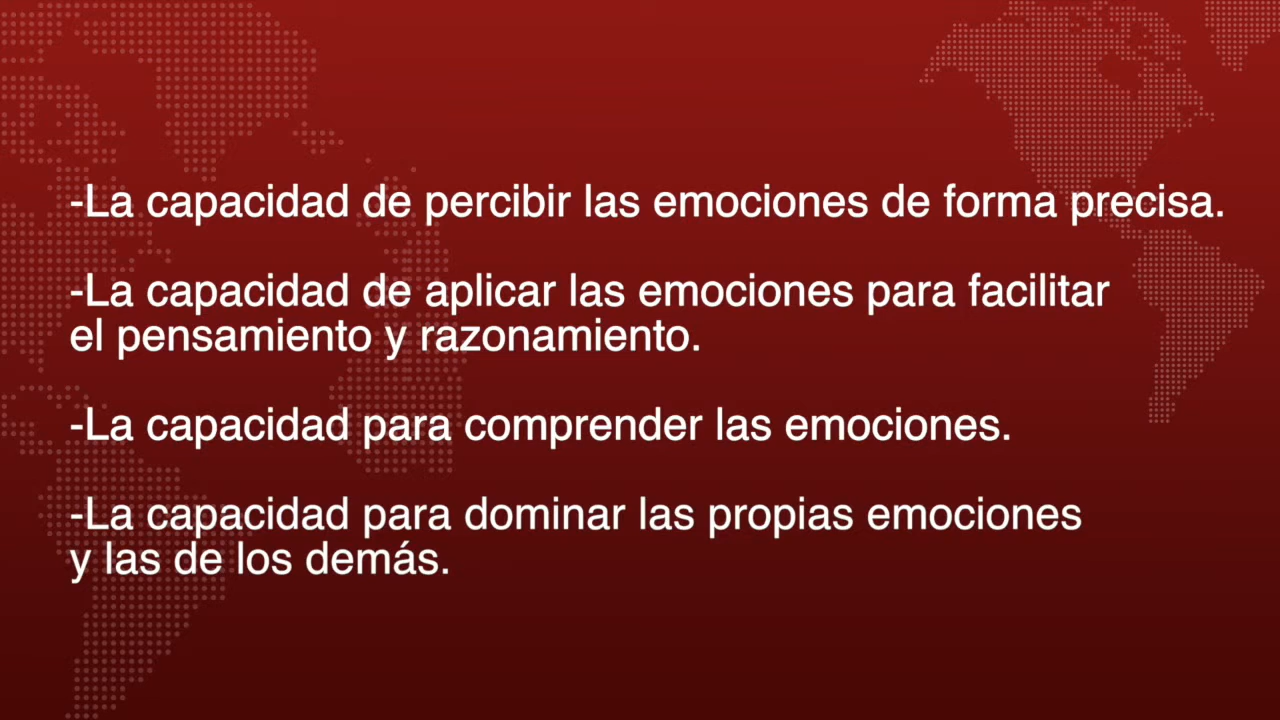 -La capacidad de percibir las emociones de forma precisa.
-La capacidad de aplicar las emociones para facilitar
el pensamiento y razonamiento.
-La capacidad para comprender las emociones.
-La capacidad para dominar las propias emociones
y las de los demás.